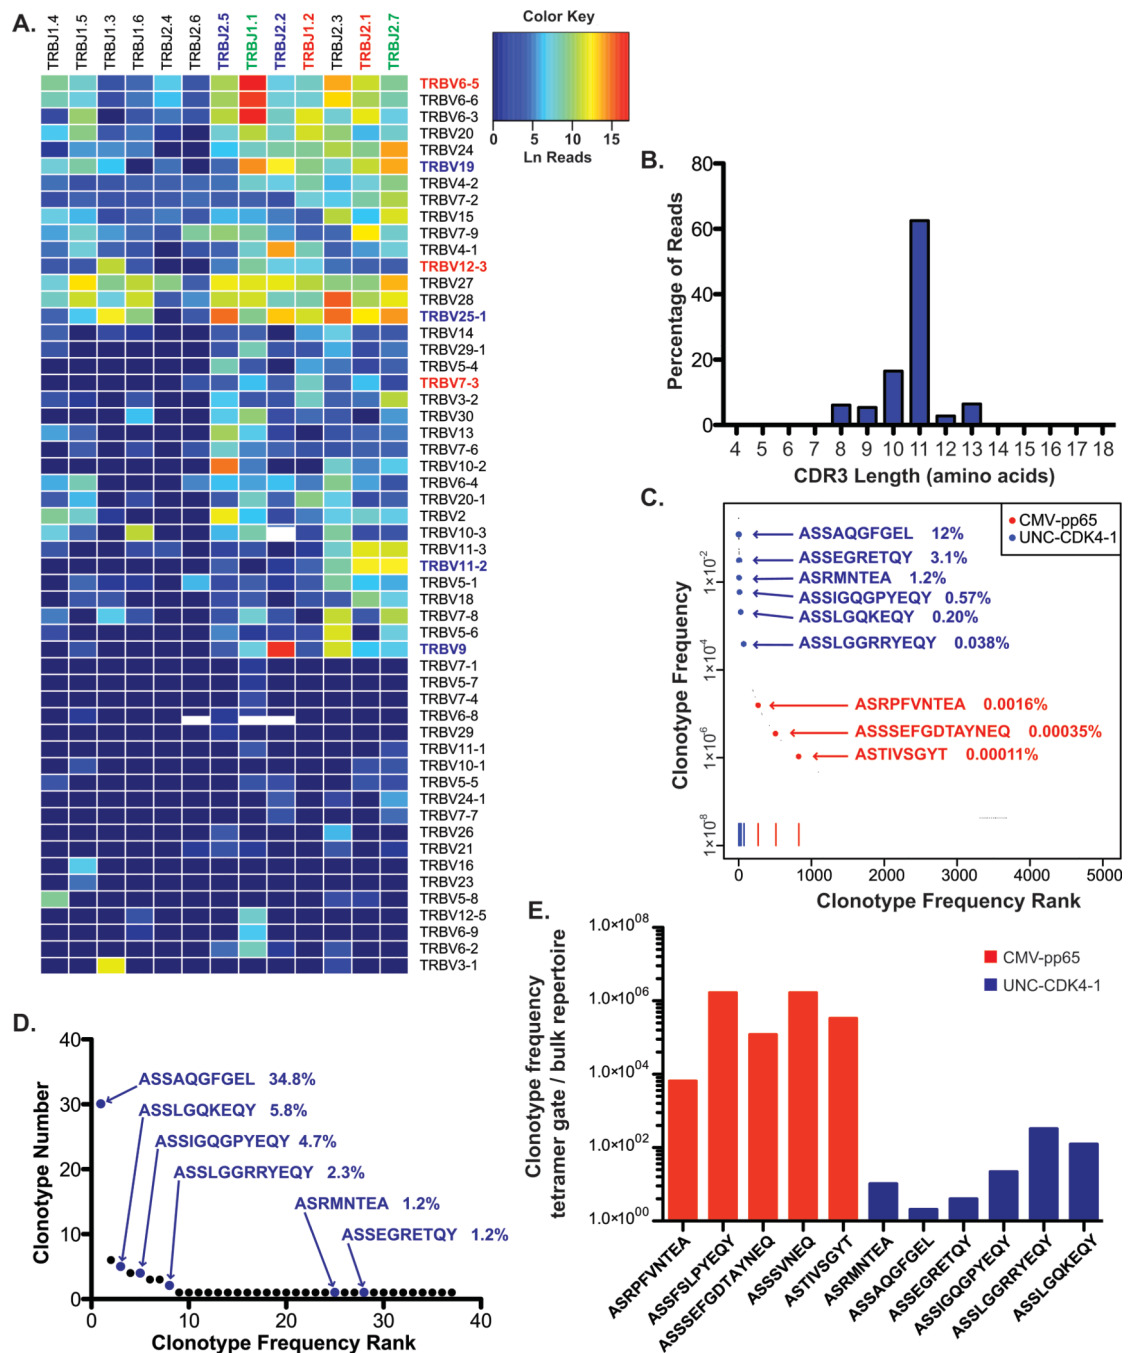 A.
TRBJ1.4
TRBJ1.5
TRBJ1.3
TRBJ1.6
TRBJ2.4
TRBJ2.6
TRBJ2.5
TRBJ1.1
TRBJ2.2
TRBJ1.2
TRBJ2.3
TRBJ2.1
TRBJ2.7
Color Key
0 5 10 15
Ln Reads
TRBV6-5
TRBV6-6
TRBV6-3
TRBV20
TRBV24
TRBV19
TRBV4-2
TRBV7-2
TRBV15
TRBV7-9
TRBV4-1
TRBV12-3
TRBV27
TRBV28
TRBV25-1
TRBV14
TRBV29-1
TRBV5-4
TRBV7-3
TRBV3-2
TRBV30
TRBV13
TRBV7-6
TRBV10-2
TRBV6-4
TRBV20-1
TRBV2
TRBV10-3
TRBV11-3
TRBV11-2
TRBV5-1
TRBV18
TRBV7-8
TRBV5-6
TRBV9
TRBV7-1
TRBV5-7
TRBV7-4
TRBV6-8
TRBV29
TRBV11-1
TRBV10-1
TRBV5-5
TRBV24-1
TRBV7-7
TRBV26
TRBV21
TRBV16
TRBV23
TRBV5-8
TRBV12-5
TRBV6-9
TRBV6-2
TRBV3-1
B.
Percentage of Reads
80
60
40
20
0
4 5 6 7 8 9 10 11 12 13 14 15 16 17 18
CDR3 Length (amino acids)
C.
Clonotype Frequency
CMV-pp65
UNC-CDK4-1
1×10⁻²
1×10⁻⁴
1×10⁻⁶
1×10⁻⁸
ASSAQGFGEL 12%
ASSEGRETQY 3.1%
ASRMNTEA 1.2%
ASSIGQGPYEQY 0.57%
ASSLGQKEQY 0.20%
ASSLGGRRYEQY 0.038%
ASRPFVNTEA 0.0016%
ASSSEFGDTAYNEQ 0.00035%
ASTIVSGYT 0.00011%
0 1000 2000 3000 4000 5000
Clonotype Frequency Rank
D.
Clonotype Number
40
30
20
10
0
ASSAQGFGEL 34.8%
ASSLGQKEQY 5.8%
ASSIGQGPYEQY 4.7%
ASSLGGRRYEQY 2.3%
ASRMNTEA 1.2%
ASSEGRETQY 1.2%
0 10 20 30 40
Clonotype Frequency Rank
E.
Clonotype frequency
tetramer gate / bulk repertoire
1.0×10⁰⁸
1.0×10⁰⁶
1.0×10⁰⁴
1.0×10⁰²
1.0×10⁰⁰
CMV-pp65
UNC-CDK4-1
ASRPFVNTEA
ASSFSLPYEQY
ASSSEFGDTAYNEQ
ASSSVNEQ
ASTIVSGYT
ASRMNTEA
ASSAQGFGEL
ASSEGRETQY
ASSIGQGPYEQY
ASSLGGRRYEQY
ASSLGQKEQY